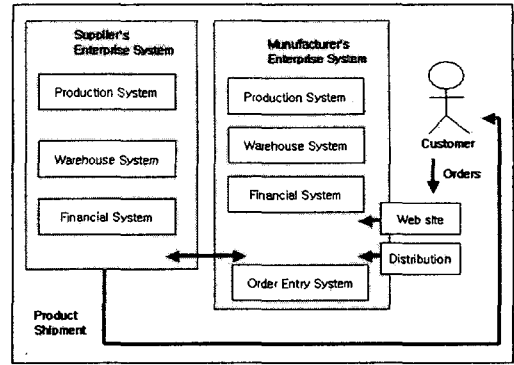 Supplier's
Enterprise System
Production System
Warehouse System
Financial System
Munufacturer's
Enterprise System
Production System
Warehouse System
Financial System
Order Entry System
Customer
Orders
Web site
Distribution
Product
Shipment